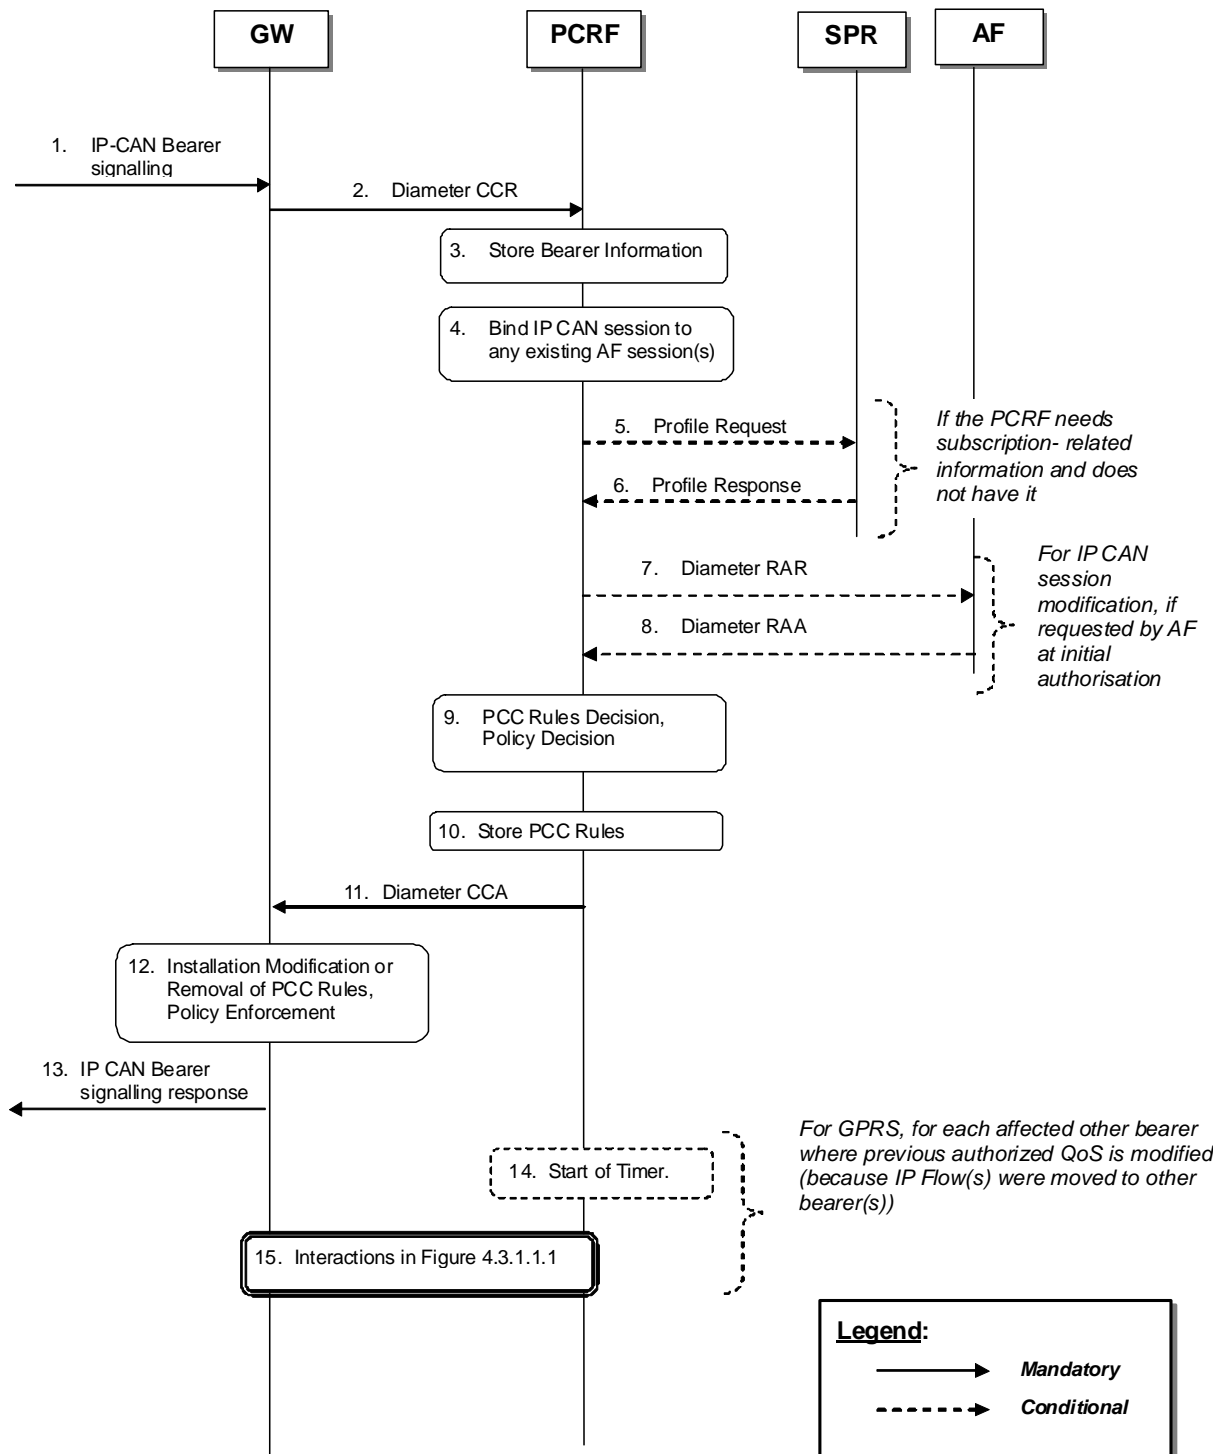 GW
PCRF
SPR
AF
1. IP-CAN Bearer
signalling
2. Diameter CCR
3. Store Bearer Information
4. Bind IP CAN session to
any existing AF session(s)
5. Profile Request
6. Profile Response
If the PCRF needs
subscription- related
information and does
not have it
7. Diameter RAR
8. Diameter RAA
For IP CAN
session
modification, if
requested by AF
at initial
authorisation
9. PCC Rules Decision,
Policy Decision
10. Store PCC Rules
11. Diameter CCA
12. Installation Modification or
Removal of PCC Rules,
Policy Enforcement
13. IP CAN Bearer
signalling response
For GPRS, for each affected other bearer
where previous authorized QoS is modified
(because IP Flow(s) were moved to other
bearer(s))
14. Start of Timer.
15. Interactions in Figure 4.3.1.1.1
Legend:
Mandatory
Conditional